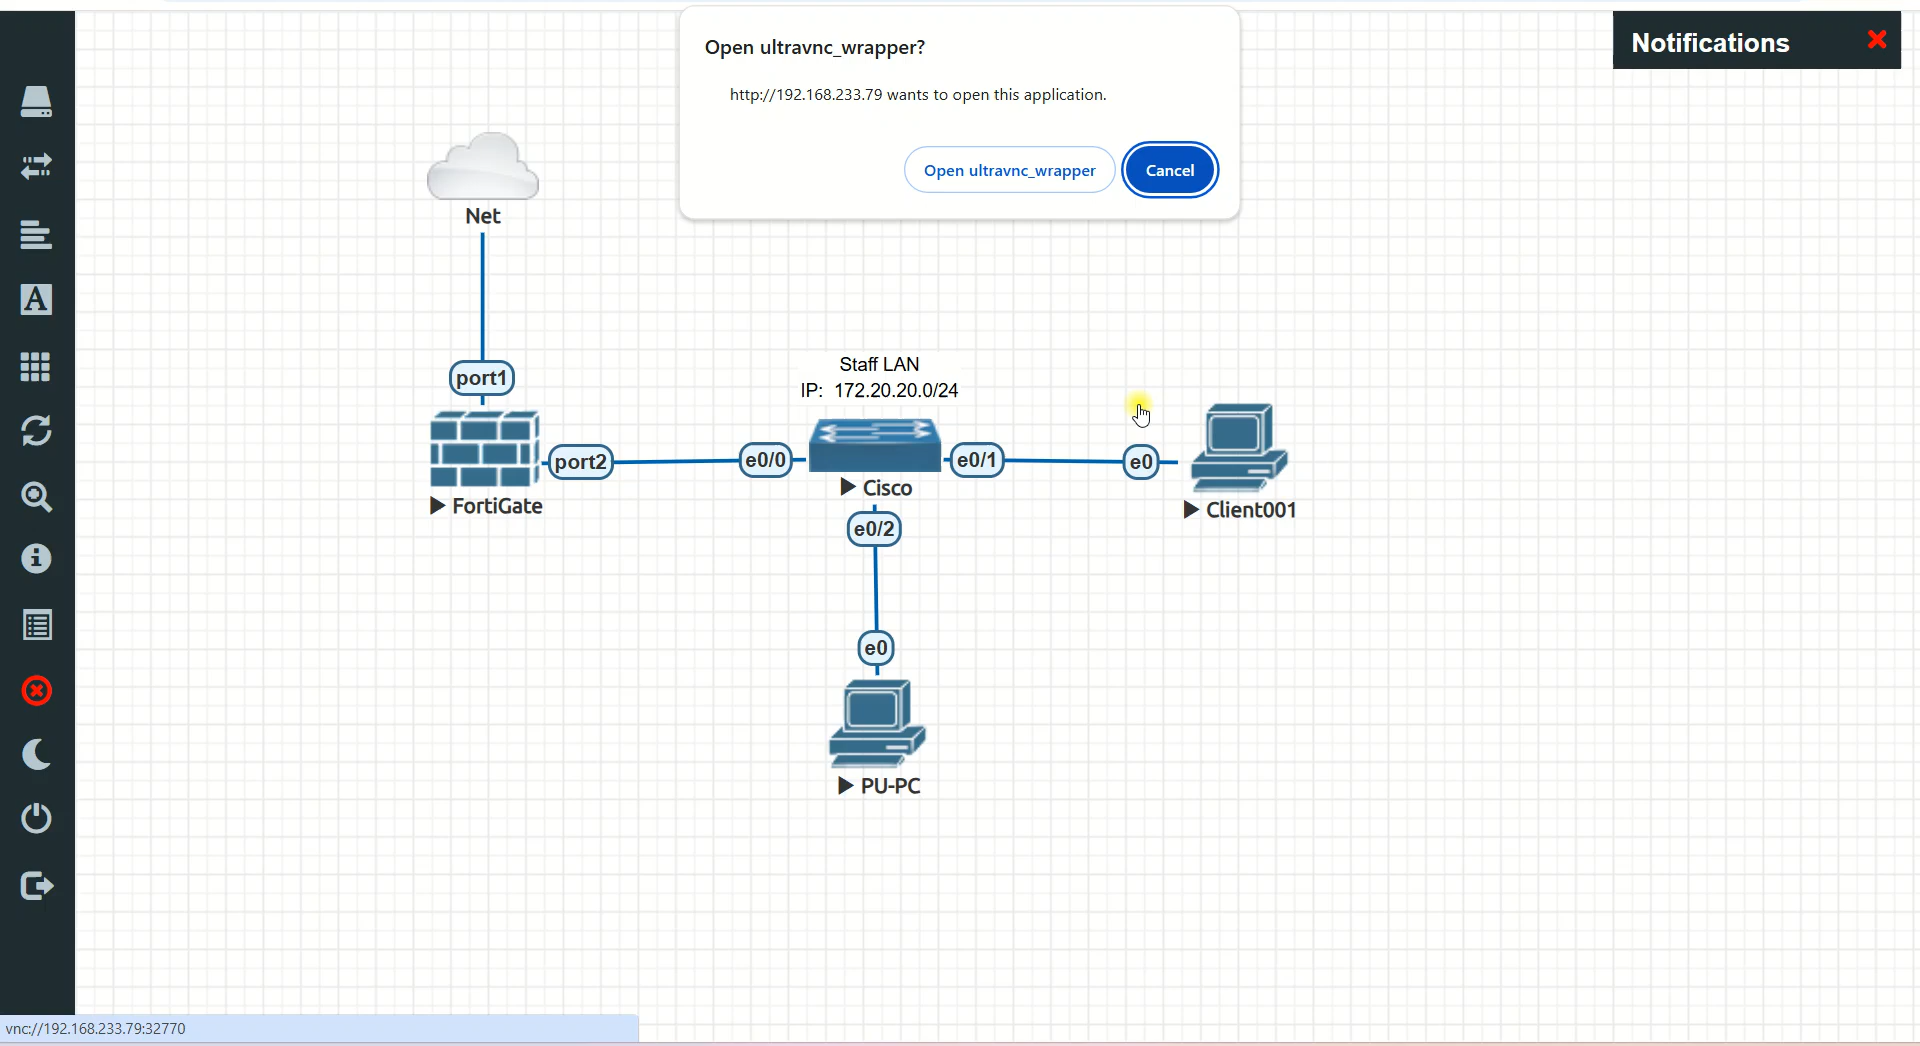 Open ultravnc_wrapper?
http://192.168.233.79 wants to open this application.
Open ultravnc_wrapper
Cancel
Notifications
Net
port1
FortiGate
port2
Staff LAN
IP: 172.20.20.0/24
e0/0
e0/1
Cisco
e0/2
e0
Client001
e0
PU-PC
A
vnc://192.168.233.79:32770